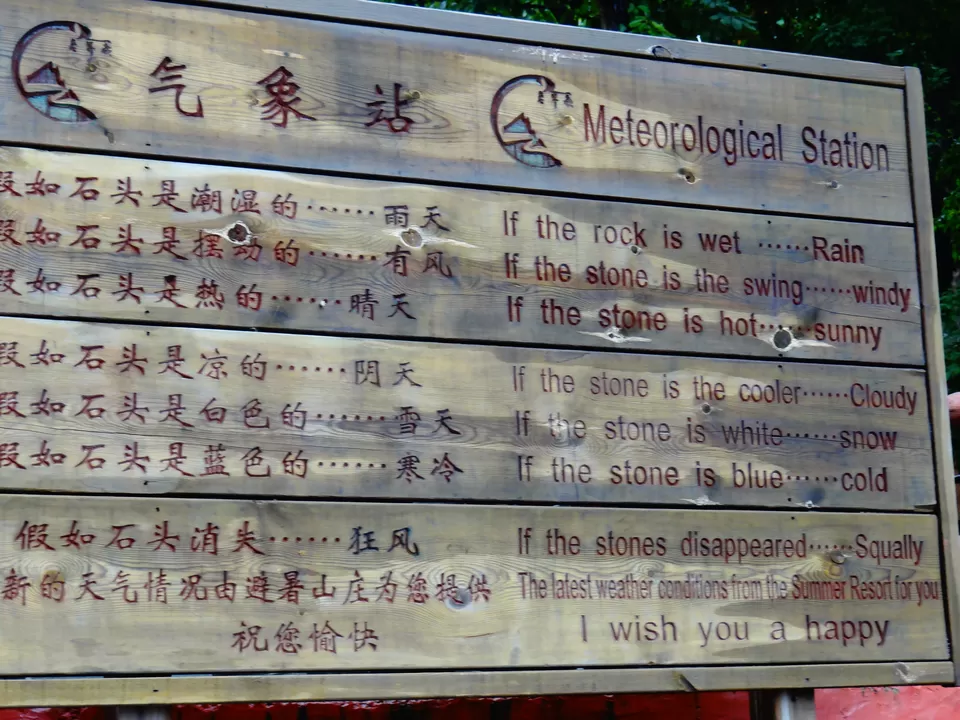 气象站 Meteorological Station
假如石头是潮湿的······雨天 If the rock is wet ······Rain
假如石头是摆动的······有风 If the stone is the swing······windy
假如石头是热的······晴天 If the stone is hot······sunny
假如石头是凉的······阴天 If the stone is the cooler······Cloudy
假如石头是白色的······雪天 If the stone is white······snow
假如石头是蓝色的······寒冷 If the stone is blue······cold
假如石头消失······狂风 If the stones disappeared······Squally
新的天气情况由避暑山庄为您提供 The latest weather conditions from the Summer Resort for you
祝您愉快 I wish you a happy